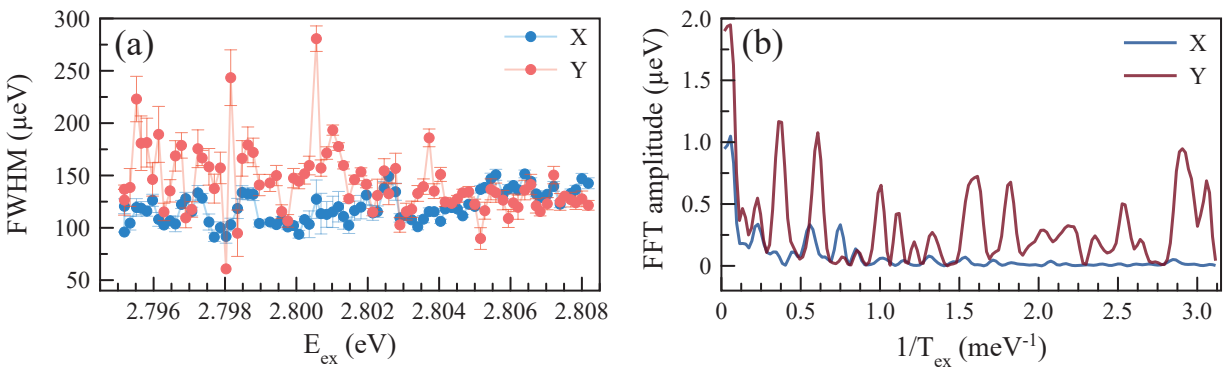 (a)
X
Y
FWHM (μeV)
300
250
200
150
100
50
2.796 2.798 2.800 2.802 2.804 2.806 2.808
E_ex (eV)
(b)
X
Y
FFT amplitude (μeV)
2.0
1.5
1.0
0.5
0
0 0.5 1.0 1.5 2.0 2.5 3.0
1/T_ex (meV⁻¹)